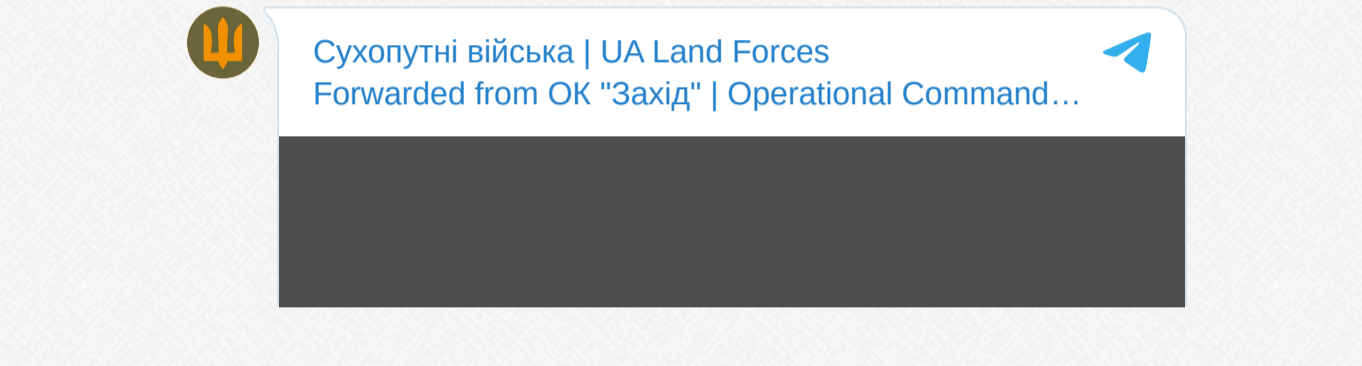 Сухопутні війська | UA Land Forces
Forwarded from ОК "Захід" | Operational Command…